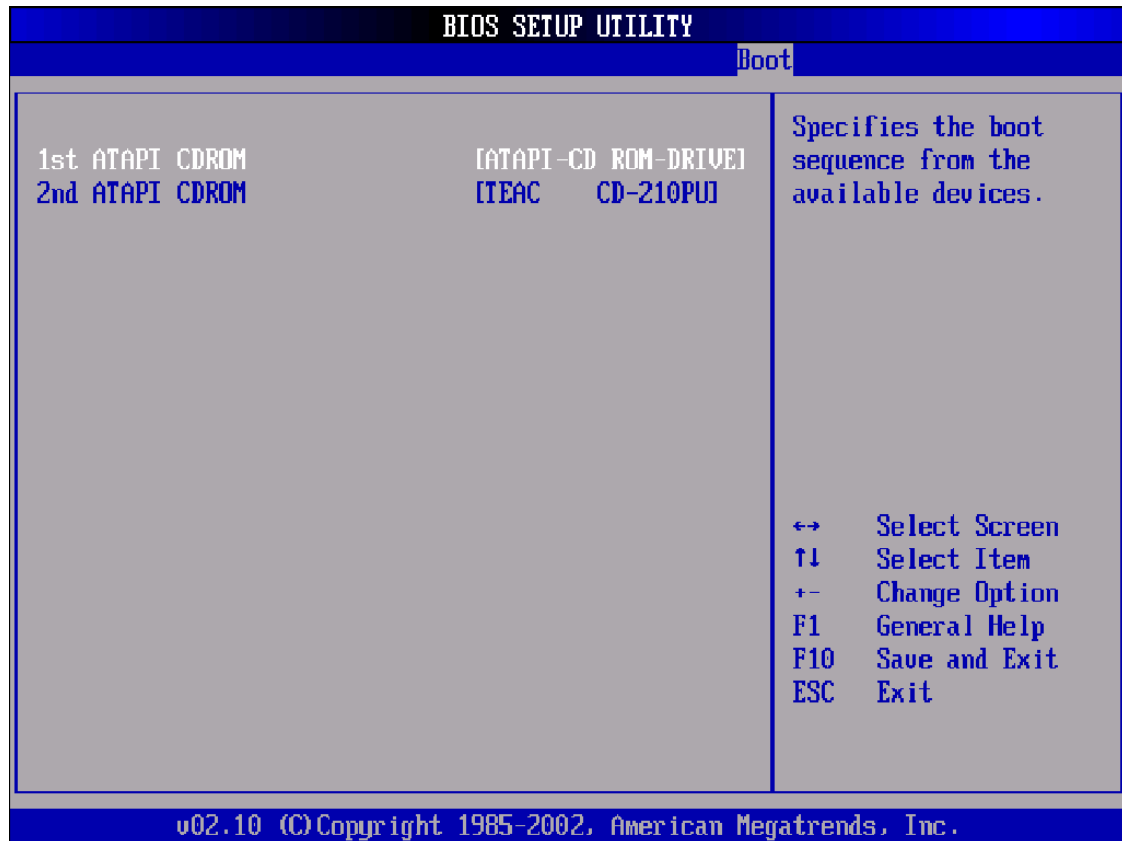 BIOS SETUP UTILITY
Boot
1st ATAPI CDROM [ATAPI-CD ROM-DRIVE]
2nd ATAPI CDROM [TEAC CD-210PU]
Specifies the boot
sequence from the
available devices.
←→ Select Screen
↑↓ Select Item
+- Change Option
F1 General Help
F10 Save and Exit
ESC Exit
v02.10 (C)Copyright 1985-2002, American Megatrends, Inc.